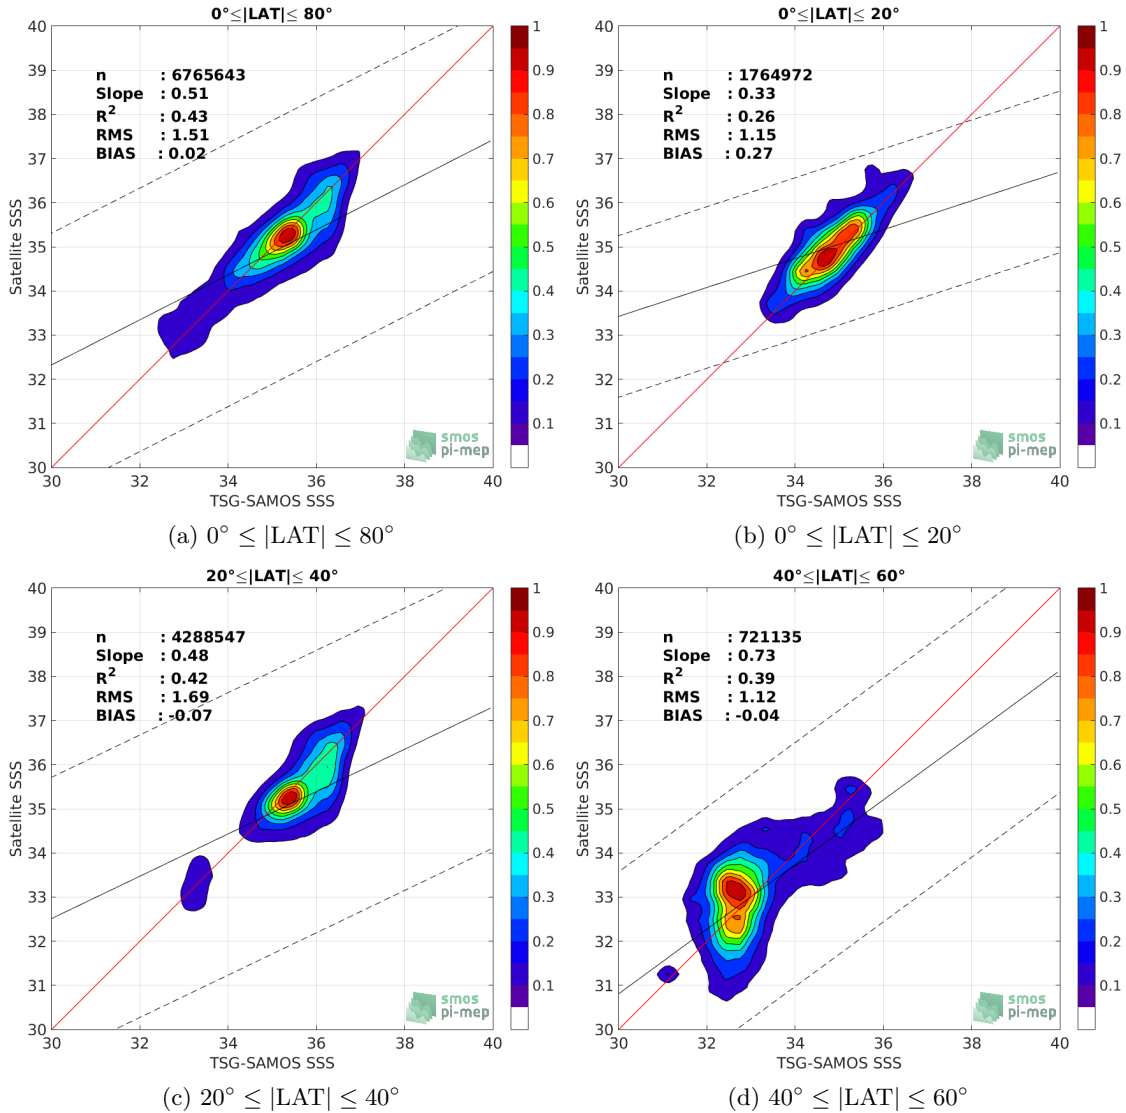 0°≤|LAT|≤ 80°
n : 6765643
Slope : 0.51
R² : 0.43
RMS : 1.51
BIAS : 0.02
40
39
38
37
36
35
34
33
32
31
30
30 32 34 36 38 40
Satellite SSS
TSG-SAMOS SSS
1
0.9
0.8
0.7
0.6
0.5
0.4
0.3
0.2
0.1
smos
pi-mep
(a) 0° ≤ |LAT| ≤ 80°
0°≤|LAT|≤ 20°
n : 1764972
Slope : 0.33
R² : 0.26
RMS : 1.15
BIAS : 0.27
40
39
38
37
36
35
34
33
32
31
30
30 32 34 36 38 40
Satellite SSS
TSG-SAMOS SSS
1
0.9
0.8
0.7
0.6
0.5
0.4
0.3
0.2
0.1
smos
pi-mep
(b) 0° ≤ |LAT| ≤ 20°
20°≤|LAT|≤ 40°
n : 4288547
Slope : 0.48
R² : 0.42
RMS : 1.69
BIAS : -0.07
40
39
38
37
36
35
34
33
32
31
30
30 32 34 36 38 40
Satellite SSS
TSG-SAMOS SSS
1
0.9
0.8
0.7
0.6
0.5
0.4
0.3
0.2
0.1
smos
pi-mep
(c) 20° ≤ |LAT| ≤ 40°
40°≤|LAT|≤ 60°
n : 721135
Slope : 0.73
R² : 0.39
RMS : 1.12
BIAS : -0.04
40
39
38
37
36
35
34
33
32
31
30
30 32 34 36 38 40
Satellite SSS
TSG-SAMOS SSS
1
0.9
0.8
0.7
0.6
0.5
0.4
0.3
0.2
0.1
smos
pi-mep
(d) 40° ≤ |LAT| ≤ 60°